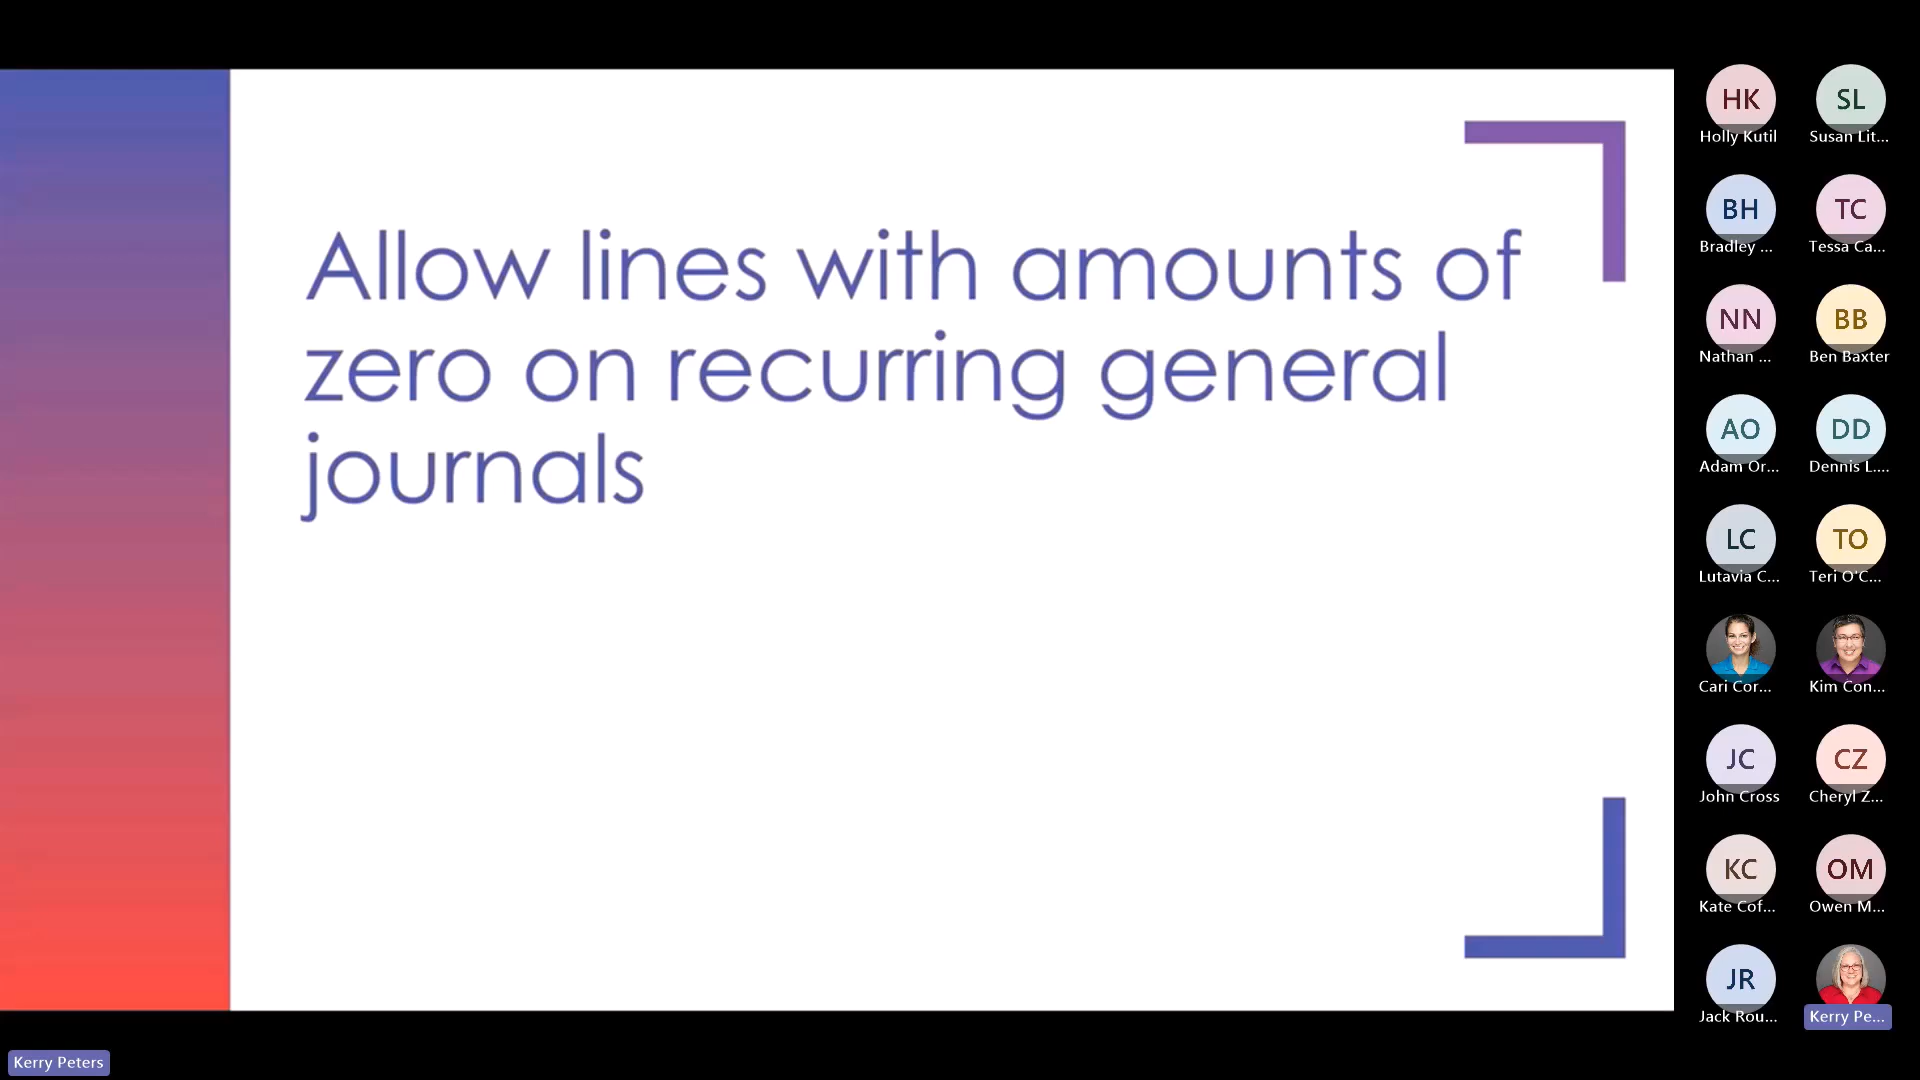 Allow lines with amounts of
zero on recurring general
journals
HK
SL
Holly Kutil
Susan Lit...
BH
TC
Bradley ...
Tessa Ca...
NN
BB
Nathan ...
Ben Baxter
AO
DD
Adam Or...
Dennis L....
LC
TO
Lutavia C...
Teri O'C...
Cari Cor...
Kim Con...
JC
CZ
John Cross
Cheryl Z...
KC
OM
Kate Cof...
Owen M...
JR
Jack Rou...
Kerry Pe...
Kerry Peters